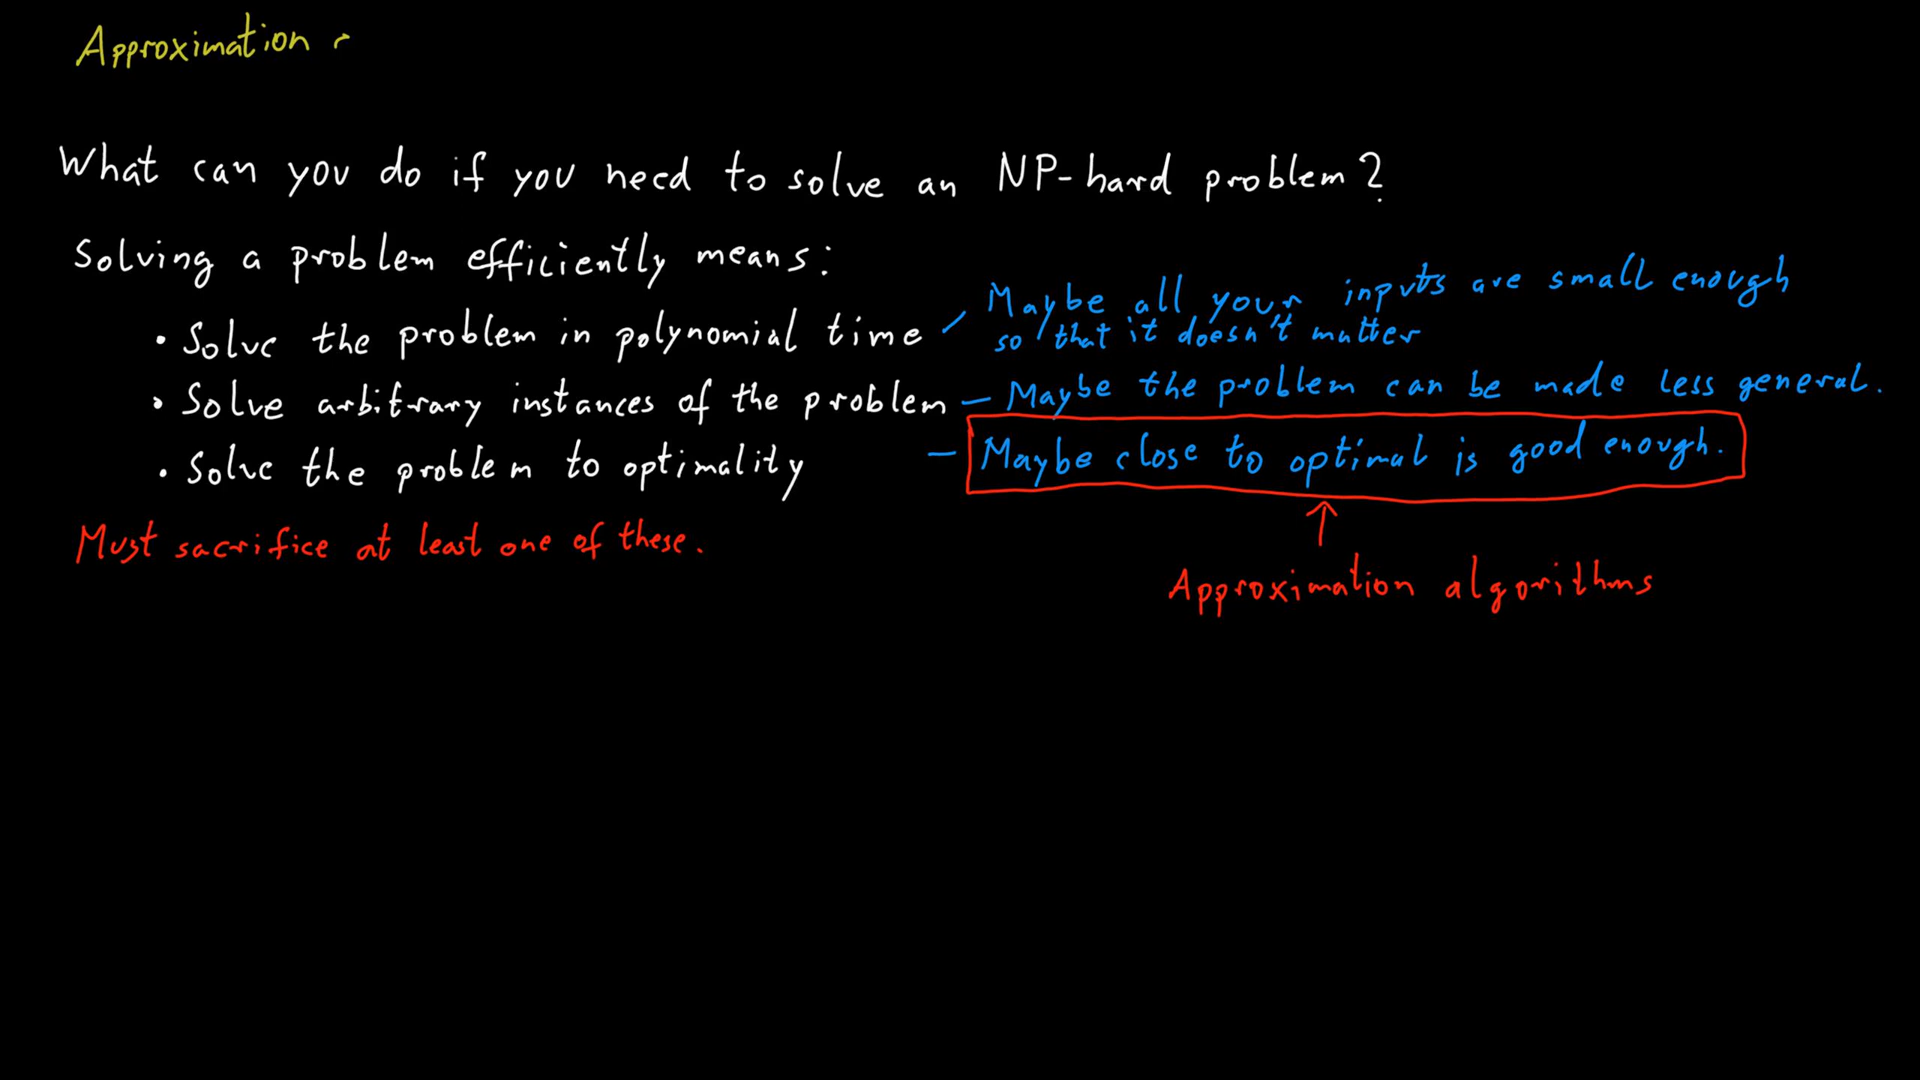 Approximation
What can you do if you need to solve an NP-hard problem?
Solving a problem efficiently means:
• Solve the problem in polynomial time
Maybe all your inputs are small enough
so that it doesn't matter
• Solve arbitrary instances of the problem – Maybe the problem can be made less general.
• Solve the problem to optimality – Maybe close to optimal is good enough.
Must sacrifice at least one of these.
Approximation algorithms